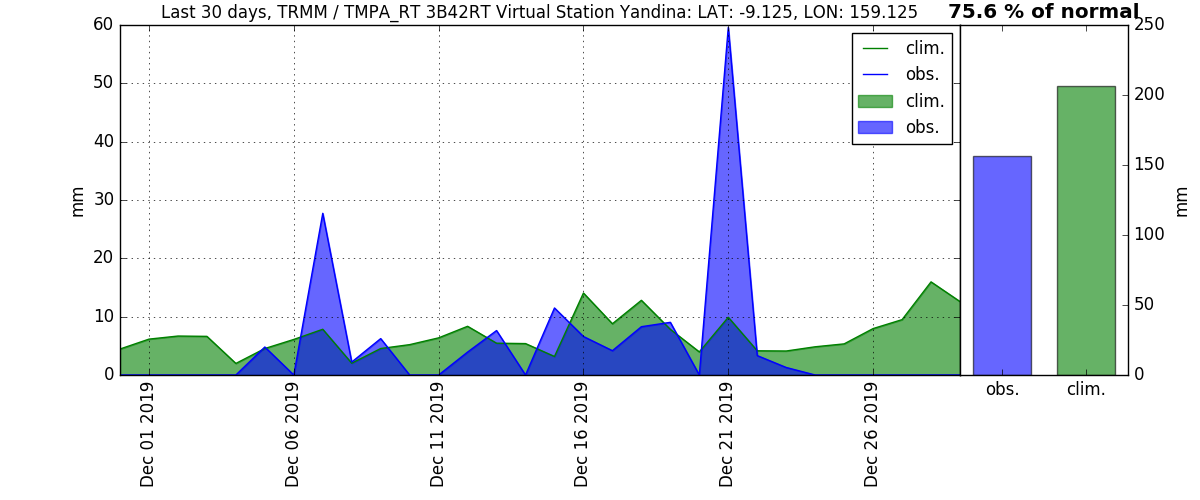 Last 30 days, TRMM / TMPA_RT 3B42RT Virtual Station Yandina: LAT: -9.125, LON: 159.125
75.6 % of normal
60
50
40
30
20
10
0
mm
clim.
obs.
clim.
obs.
Dec 01 2019
Dec 06 2019
Dec 11 2019
Dec 16 2019
Dec 21 2019
Dec 26 2019
250
200
150
100
50
0
mm
obs.
clim.